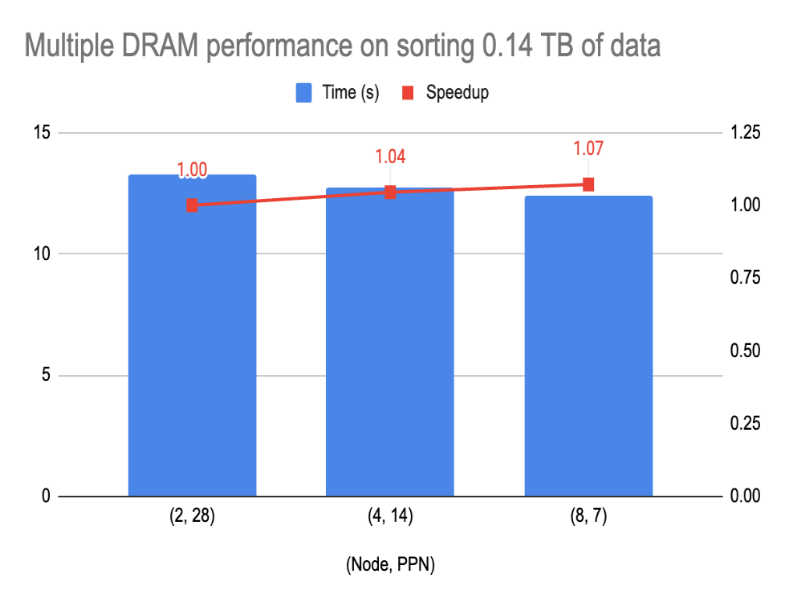 Multiple DRAM performance on sorting 0.14 TB of data
Time (s) Speedup
15 1.25
1.00 1.04 1.07
1.00
10
0.75
0.50
5
0.25
0 0.00
(2, 28) (4, 14) (8, 7)
(Node, PPN)